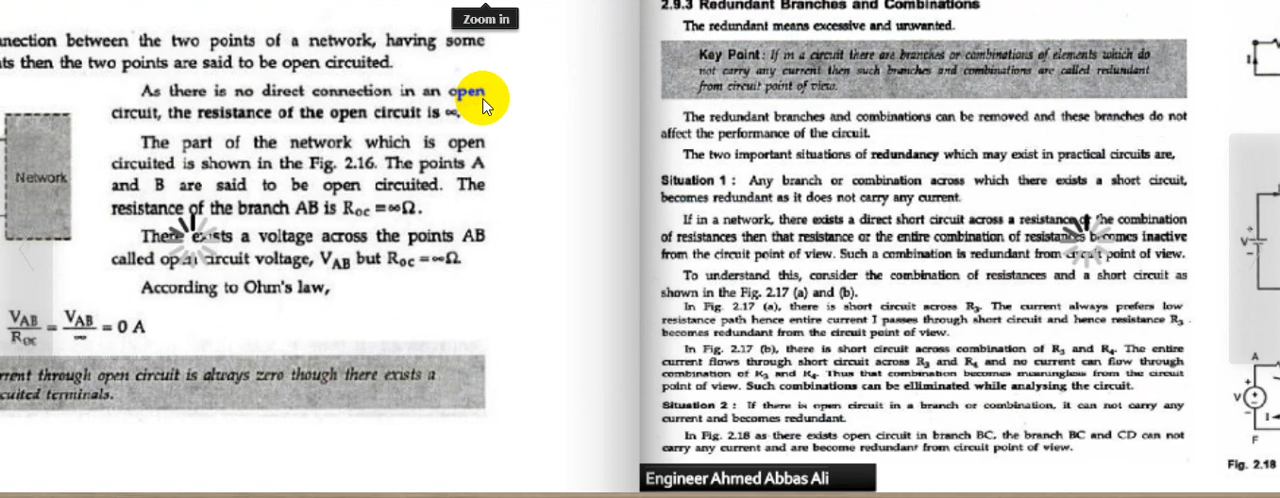 Zoom in
nnection between the two points of a network, having some
nts then the two points are said to be open circuited.
As there is no direct connection in an open
circuit, the resistance of the open circuit is ∞.
The part of the network which is open
circuited is shown in the Fig. 2.16. The points A
and B are said to be open circuited. The
resistance of the branch AB is ROC = ∞Ω.
There exists a voltage across the points AB
called open circuit voltage, VAB but ROC = ∞Ω.
According to Ohm's law,
Network
VAB/ROC = VAB/∞ = 0 A
rrent through open circuit is always zero though there exists a
cuited terminals.
2.9.3 Redundant Branches and Combinations
The redundant means excessive and unwanted.
Key Point : If in a circuit there are branches or combinations of elements which do
not carry any current then such branches and combinations are called redundant
from circuit point of view.
The redundant branches and combinations can be removed and these branches do not
affect the performance of the circuit.
The two important situations of redundancy which may exist in practical circuits are,
Situation 1 : Any branch or combination across which there exists a short circuit,
becomes redundant as it does not carry any current.
If in a network, there exists a direct short circuit across a resistance or the combination
of resistances then that resistance or the entire combination of resistances becomes inactive
from the circuit point of view. Such a combination is redundant from circuit point of view.
To understand this, consider the combination of resistances and a short circuit as
shown in the Fig. 2.17 (a) and (b).
In Fig. 2.17 (a), there is short circuit across R3. The current always prefers low
resistance path hence entire current I passes through short circuit and hence resistance R3
becomes redundant from the circuit point of view.
In Fig. 2.17 (b), there is short circuit across combination of R3 and R4. The entire
current flows through short circuit across R3 and R4 and no current can flow through
combination of R3 and R4. Thus that combination becomes meaningless from the circuit
point of view. Such combinations can be elliminated while analysing the circuit.
Situation 2 : If there is open circuit in a branch or combination, it can not carry any
current and becomes redundant.
In Fig. 2.18 as there exists open circuit in branch BC, the branch BC and CD can not
carry any current and are become redundant from circuit point of view.
Engineer Ahmed Abbas Ali
I
V
+
-
A
V
+
-
I
F
Fig. 2.18